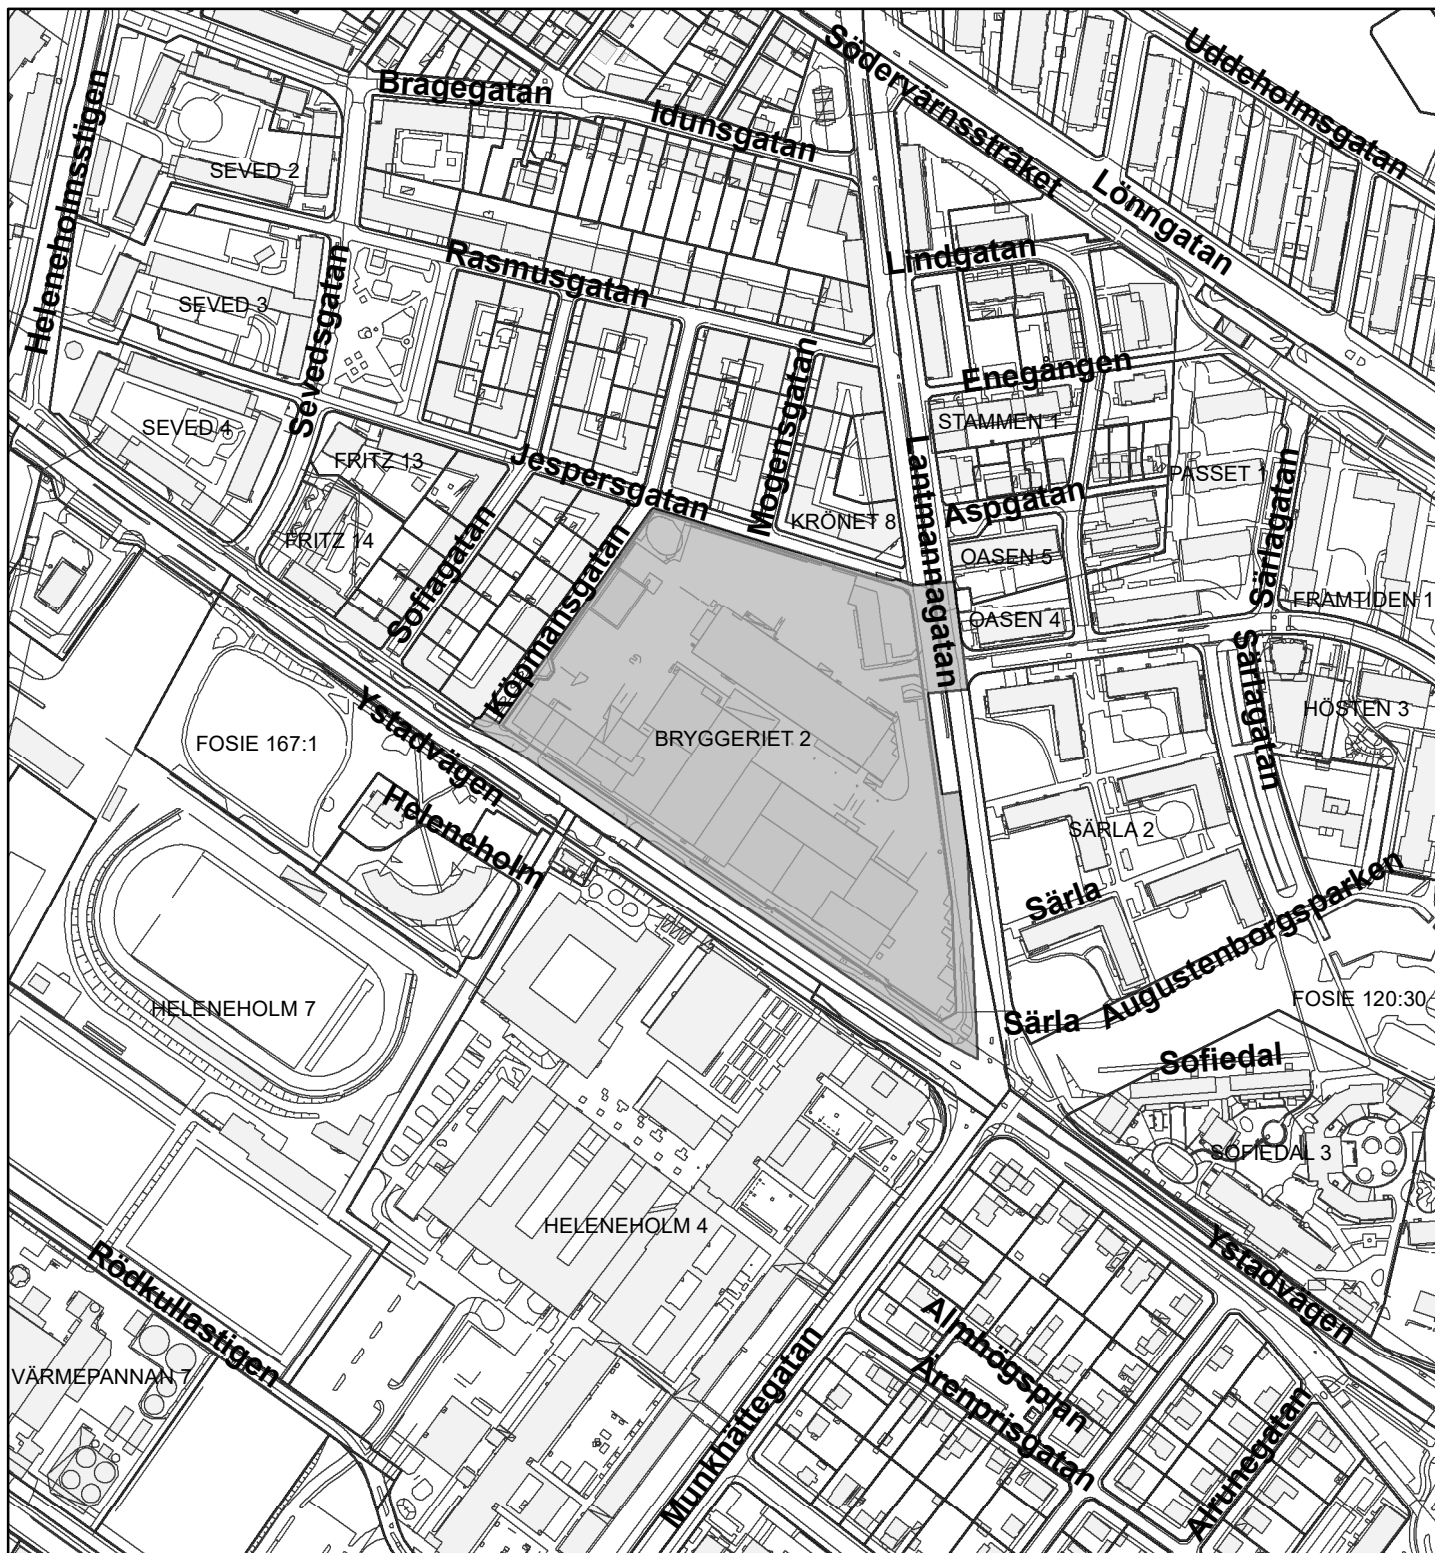 Uddeholmsgatan
Södervärnsstråket
Bragegatan
Idunsgatan
Heleneholmsstigen
SEVED 2
Lönngatan
Lindgatan
Rasmusgatan
SEVED 3
Sevedsgatan
Enegången
Mogensgatan
STAMMEN 1
SEVED 4
FRITZ 13
Jespersgatan
Lantmannagatan
PASSET 1
Särlagatan
Aspgatan
KRÖNET 8
FRITZ 14
Sofiagatan
Köpmansgatan
OASEN 5
OASEN 4
FRAMTIDEN 1
Särlagatan
HÖSTEN 3
FOSIE 167:1
Ystadvägen
BRYGGERIET 2
Heleneholm
SÄRLA 2
Särla
Augustenborgsparken
HELENEHOLM 7
FOSIE 120:30
Särla
Sofiedal
SOFIEDAL 3
HELENEHOLM 4
Ystadvägen
Rödkullastigen
VÄRMEPANNAN 7
Almhögsplan
Arenprisgatan
Munkhättegatan
Alrunegatan